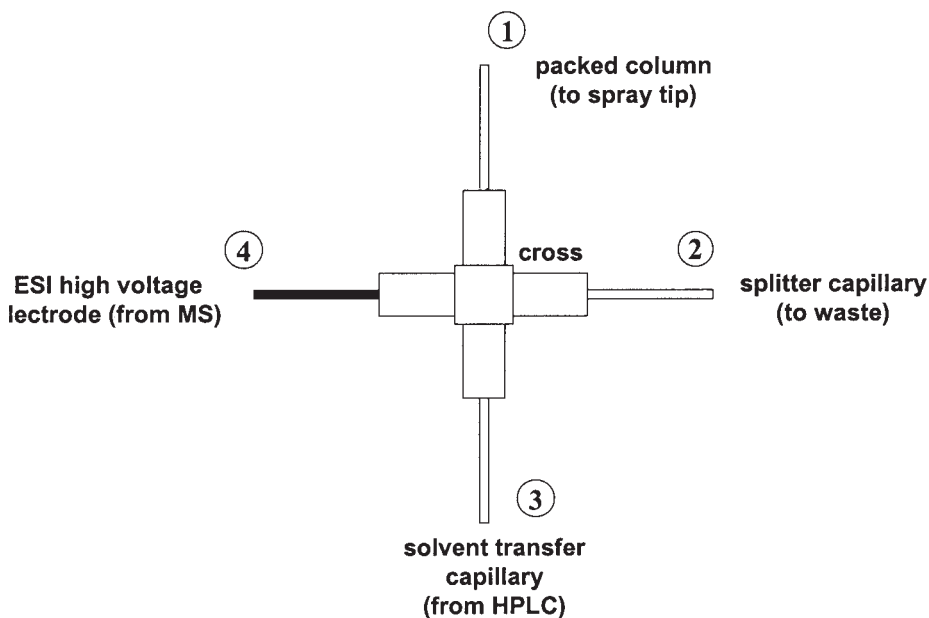 1
packed column
(to spray tip)
4
ESI high voltage
lectrode (from MS)
cross
2
splitter capillary
(to waste)
3
solvent transfer
capillary
(from HPLC)